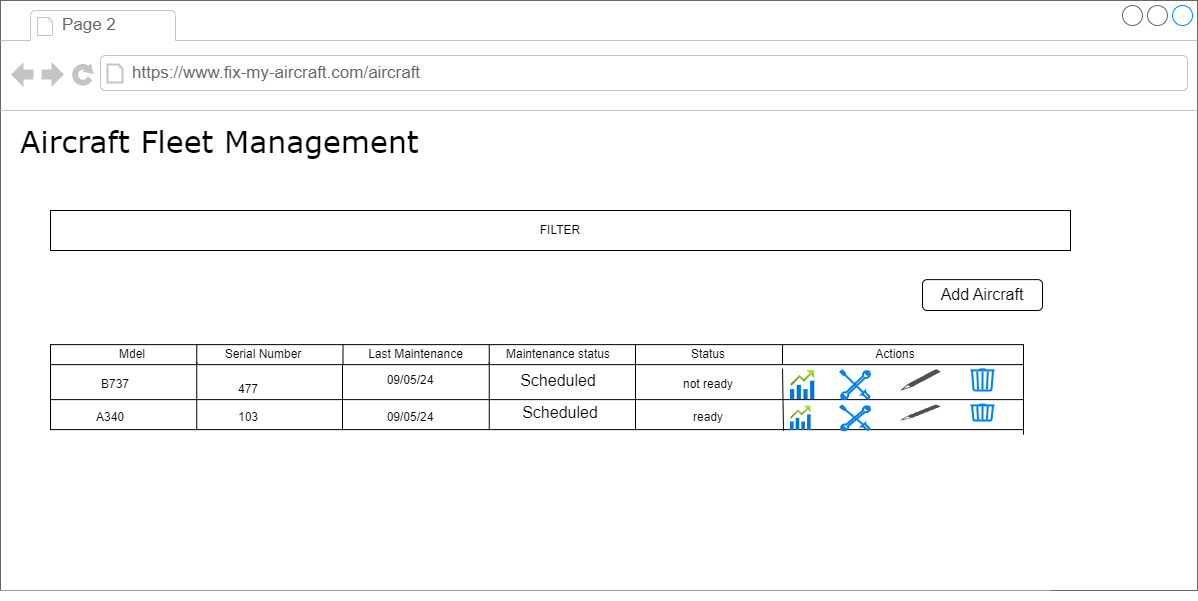 Page 2
https://www.fix-my-aircraft.com/aircraft
Aircraft Fleet Management
FILTER
Add Aircraft
Mdel Serial Number Last Maintenance Maintenance status Status Actions
B737 477 09/05/24 Scheduled not ready
A340 103 09/05/24 Scheduled ready